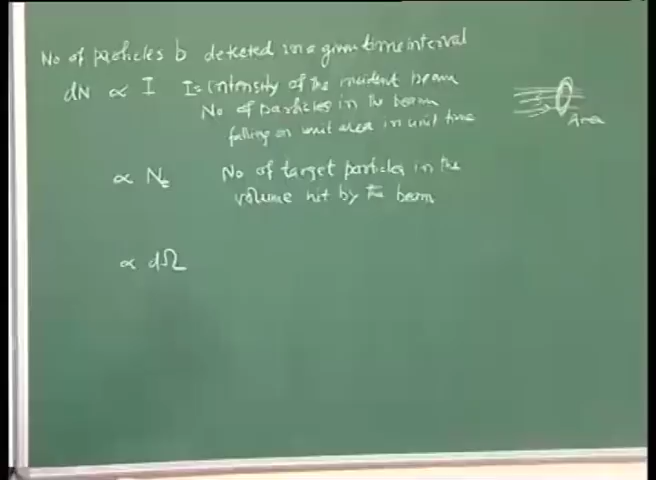 No of particles b detected in a given time interval
dN ∝ I I = intensity of the incident beam
No of particles in the beam
falling on unit area in unit time
Area
∝ Nt No of target particles in the
volume hit by the beam
∝ dΩ